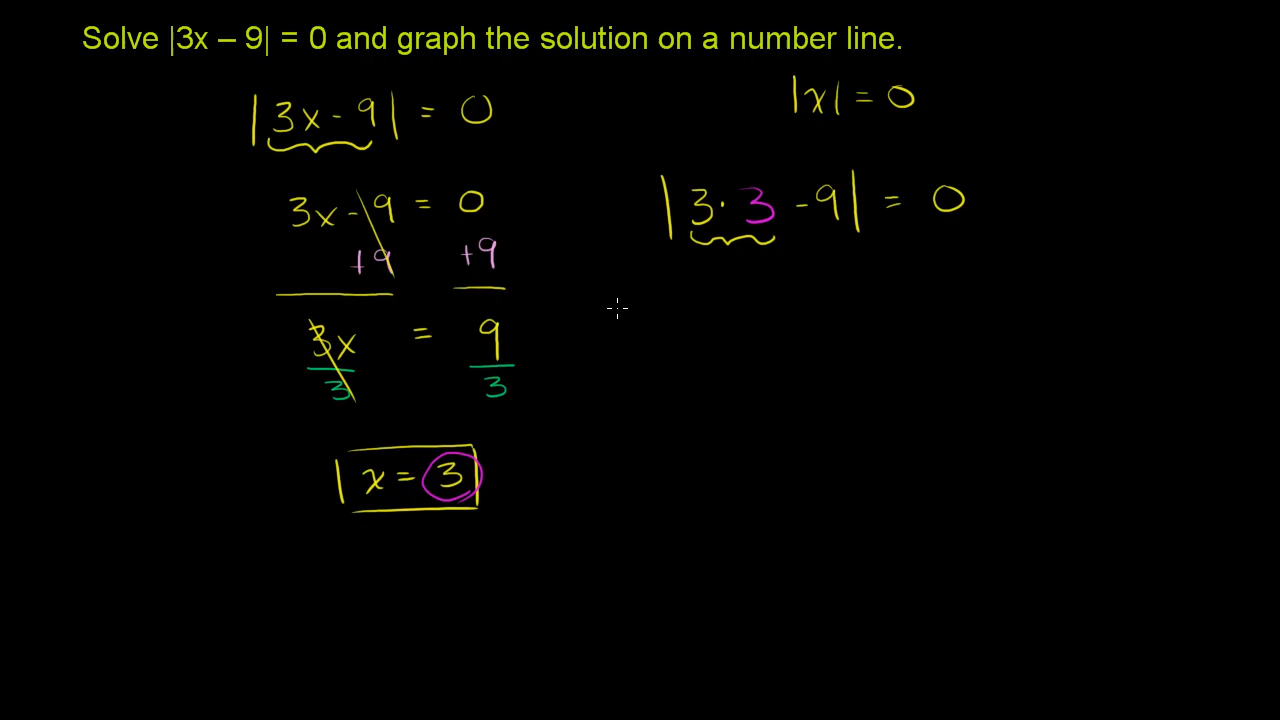 Solve |3x – 9| = 0 and graph the solution on a number line.
|3x - 9| = 0
3x - 9 = 0
+9 +9
3x = 9
3 3
x = 3
|x| = 0
|3 · 3 - 9| = 0